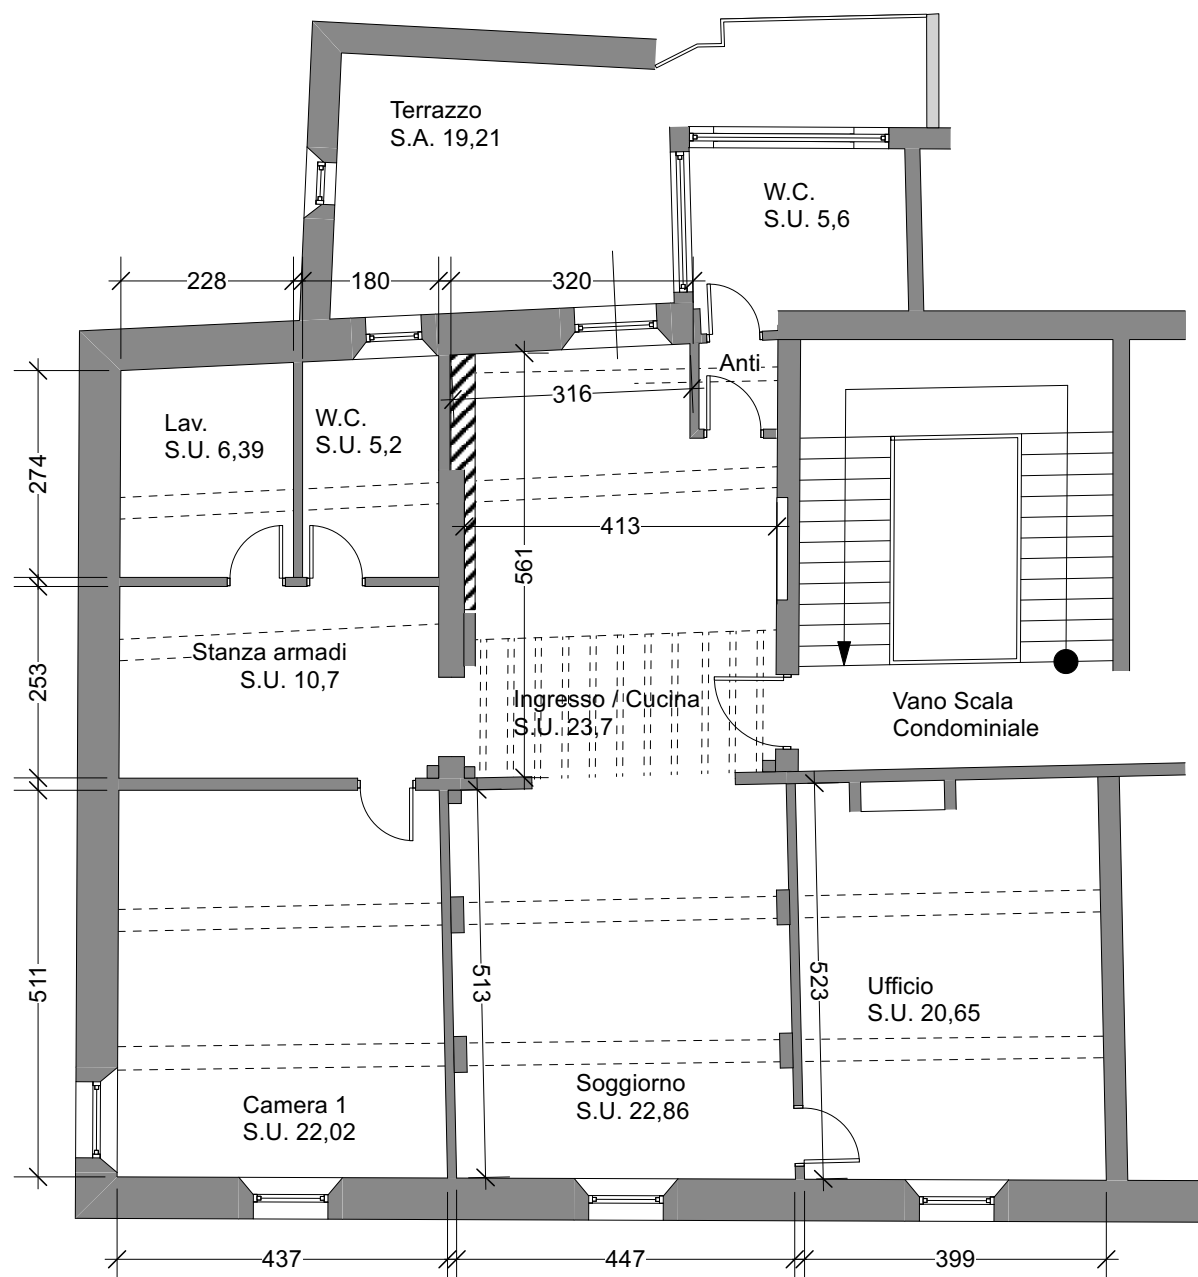 Terrazzo
S.A. 19,21
W.C.
S.U. 5,6
228
180
320
Anti
316
Lav.
S.U. 6,39
W.C.
S.U. 5,2
274
413
561
253
Stanza armadi
S.U. 10,7
Ingresso / Cucina
S.U. 23,7
Vano Scala
Condominiale
511
513
523
Ufficio
S.U. 20,65
Camera 1
S.U. 22,02
Soggiorno
S.U. 22,86
437
447
399